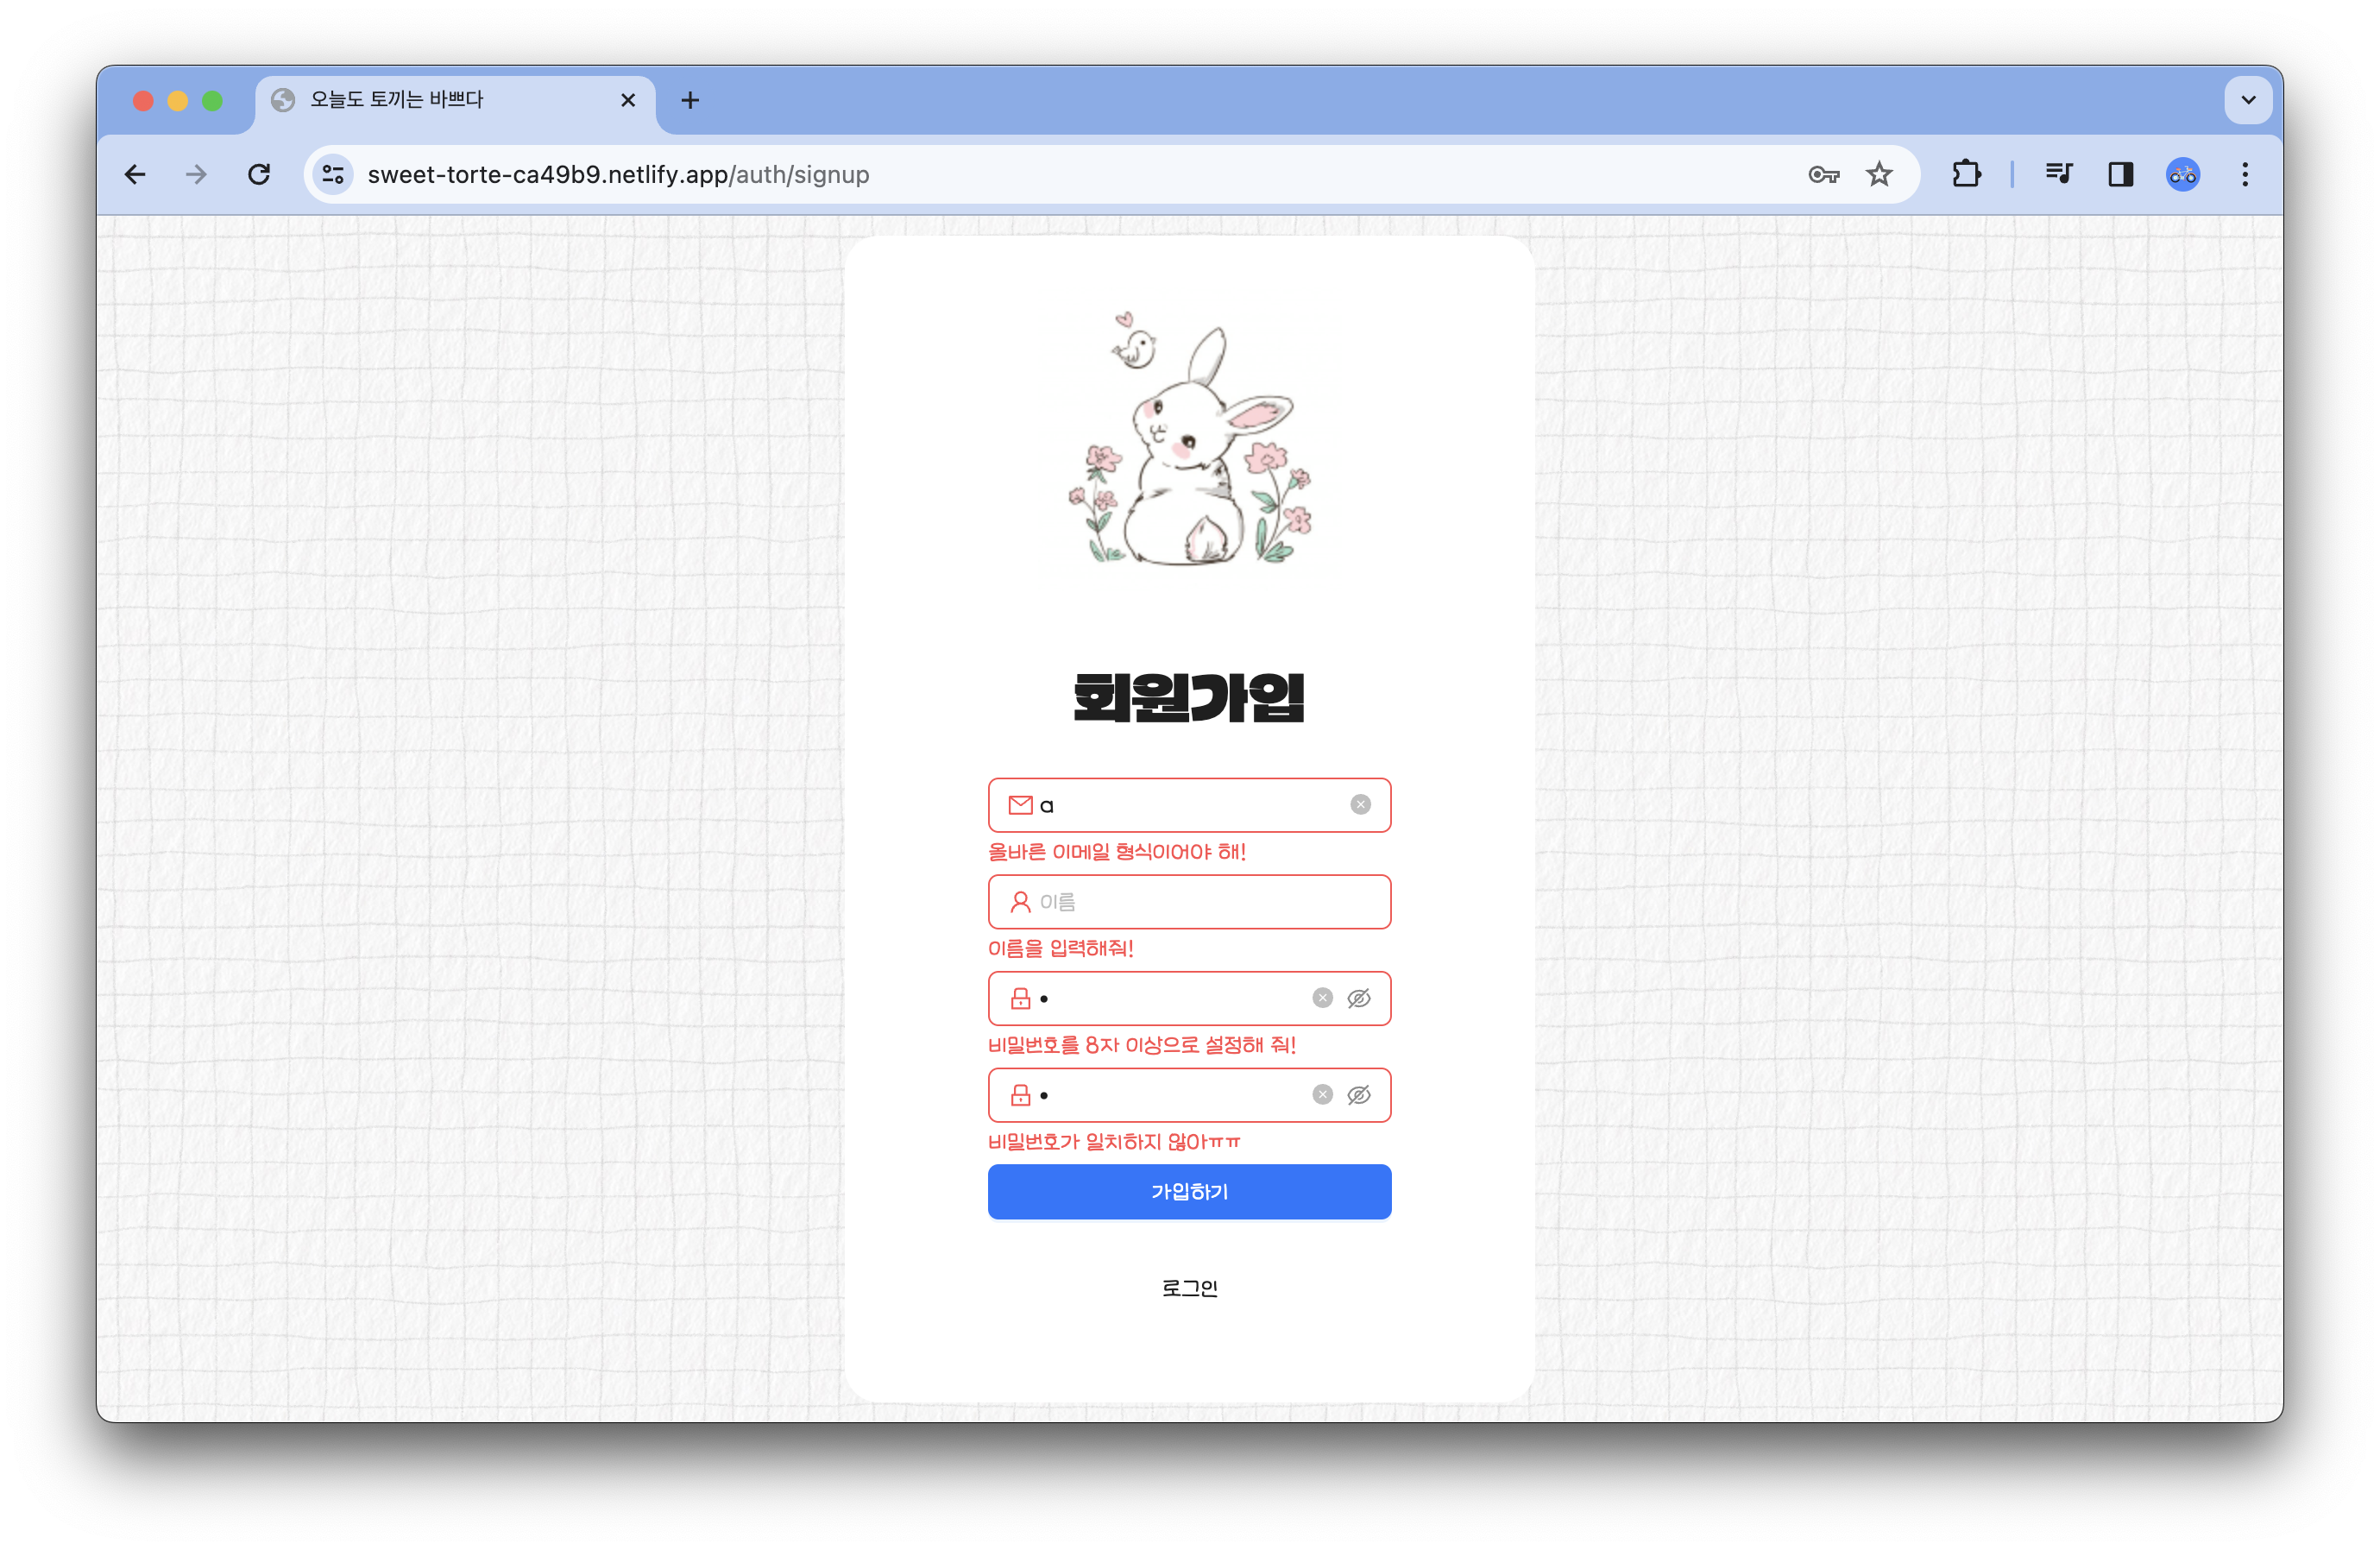 오늘도 토끼는 바쁘다
sweet-torte-ca49b9.netlify.app/auth/signup
회원가입
a
올바른 이메일 형식이어야 해!
이름
이름을 입력해줘!
비밀번호를 8자 이상으로 설정해 줘!
비밀번호가 일치하지 않아ㅠㅠ
가입하기
로그인